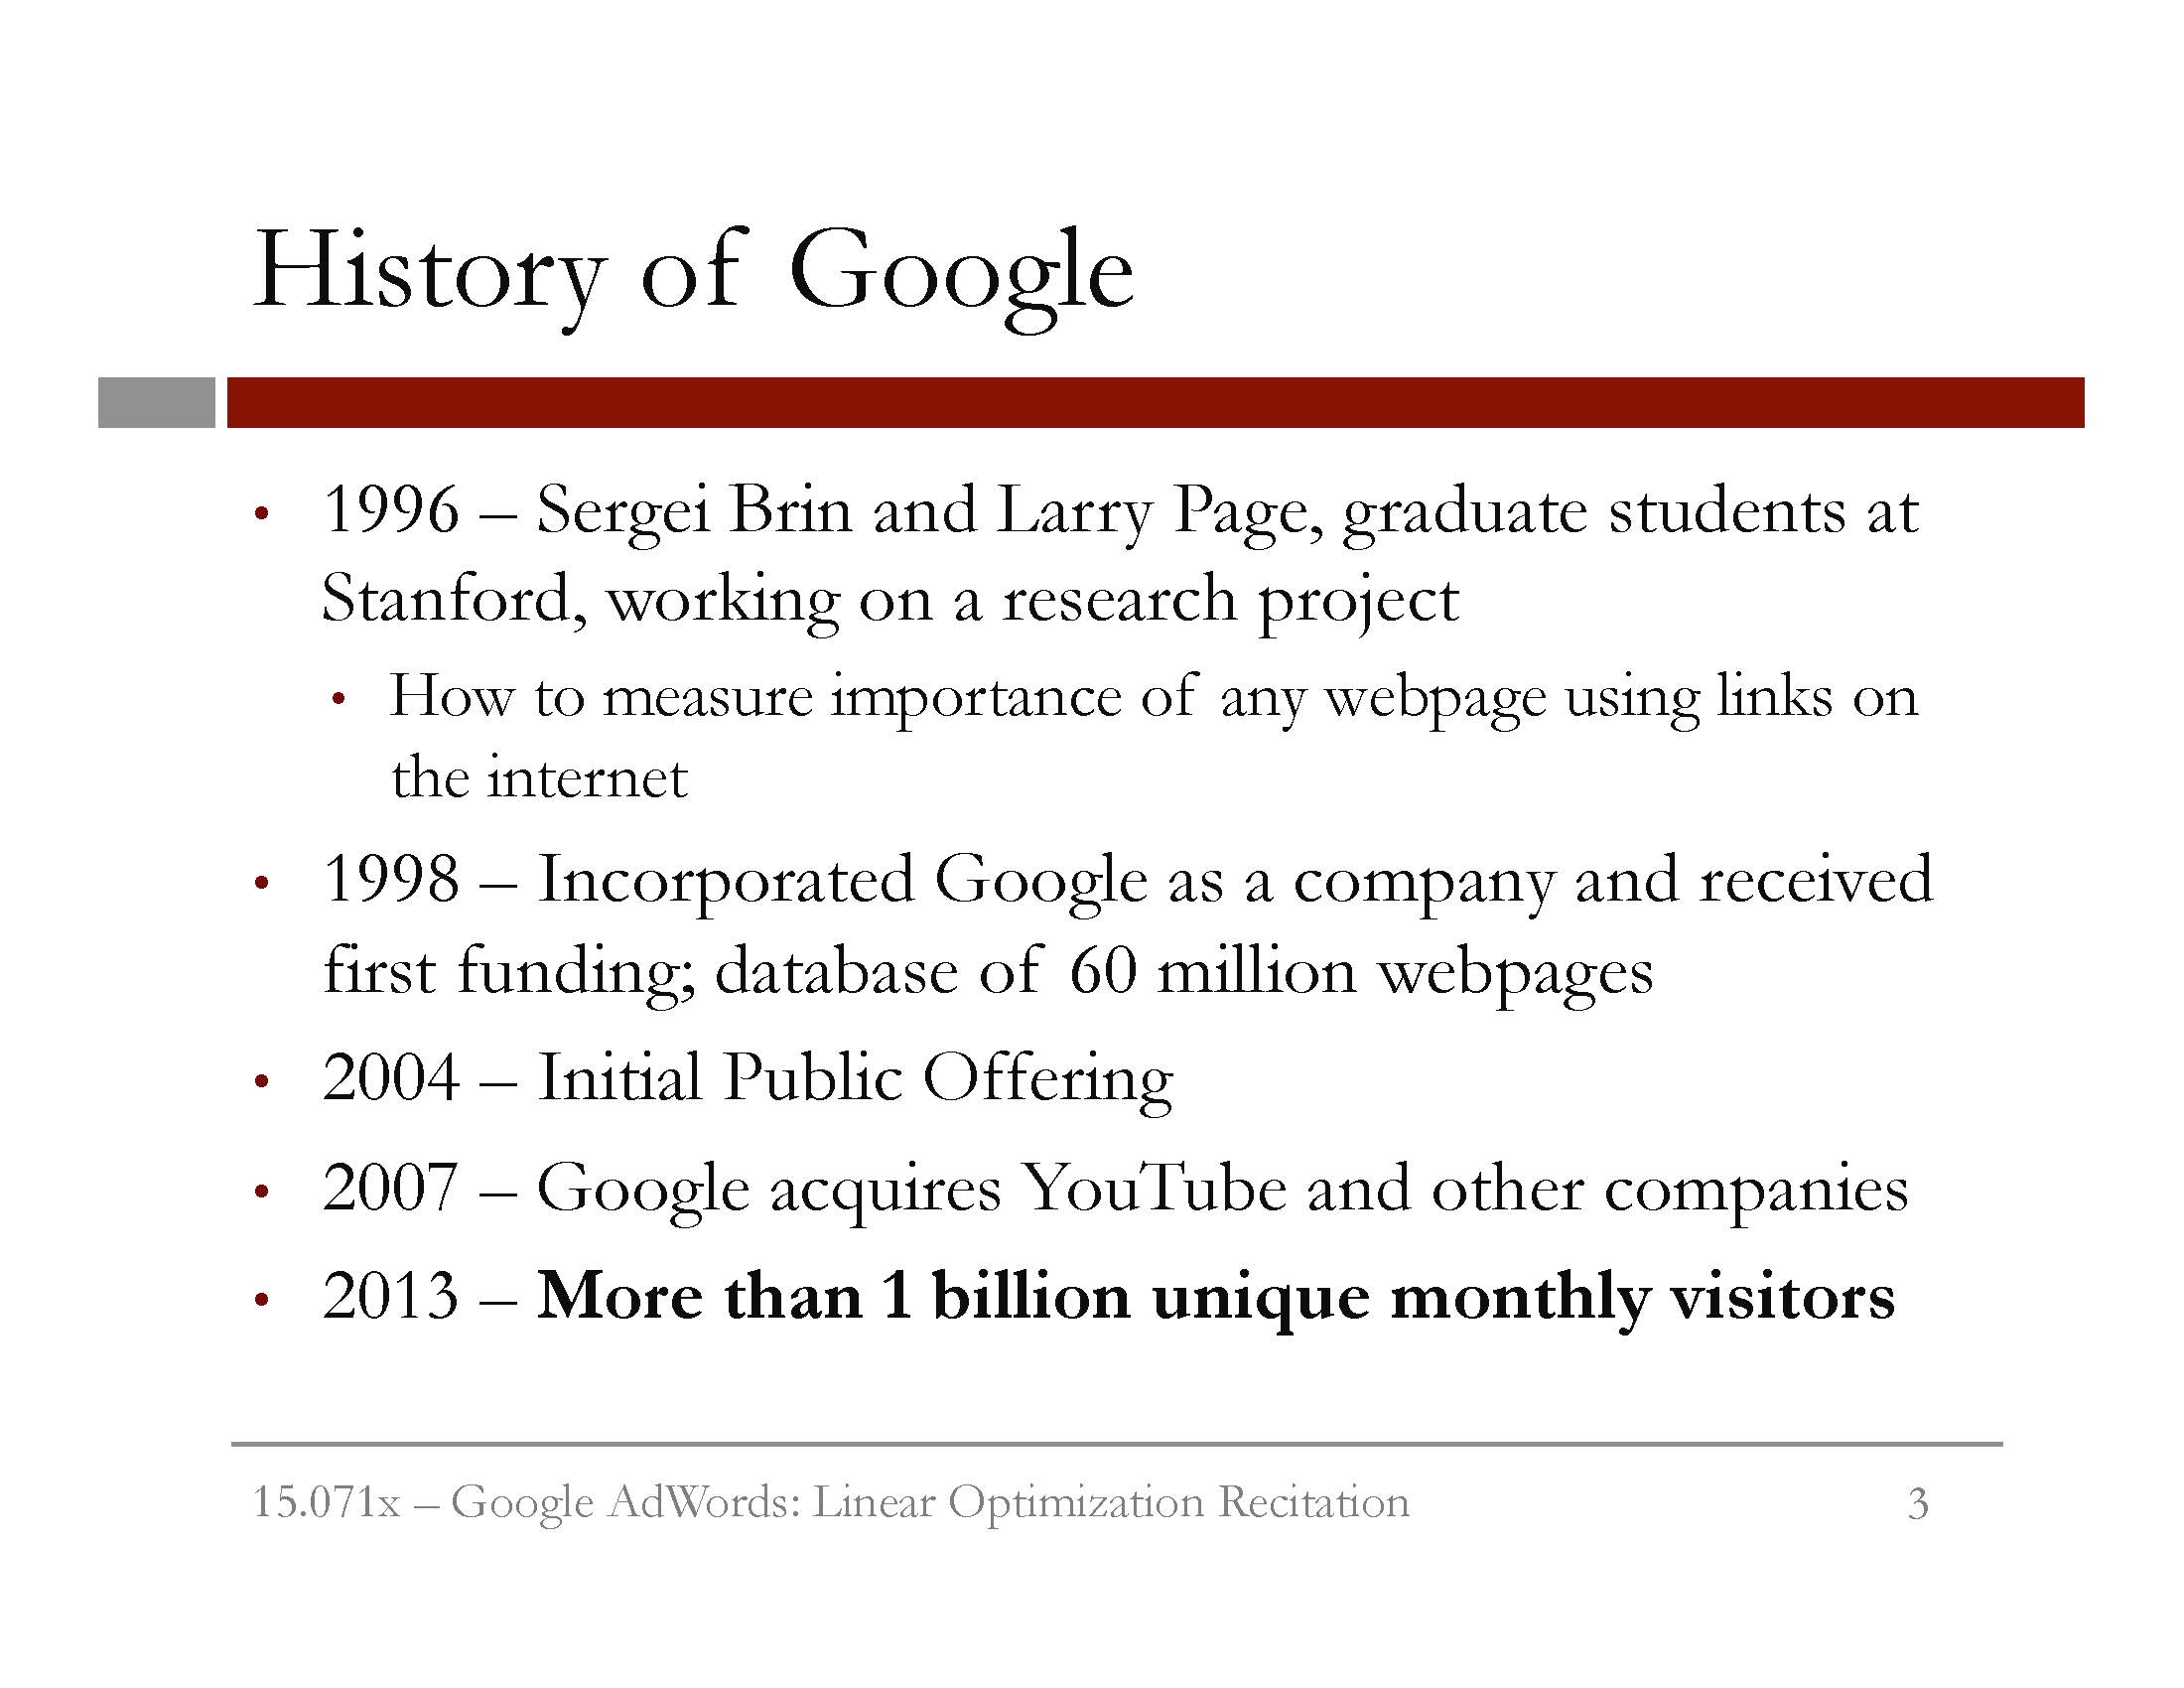 History of Google
• 1996 – Sergei Brin and Larry Page, graduate students at
Stanford, working on a research project
• How to measure importance of any webpage using links on
the internet
• 1998 – Incorporated Google as a company and received
first funding; database of 60 million webpages
• 2004 – Initial Public Offering
• 2007 – Google acquires YouTube and other companies
• 2013 – More than 1 billion unique monthly visitors
15.071x – Google AdWords: Linear Optimization Recitation
3